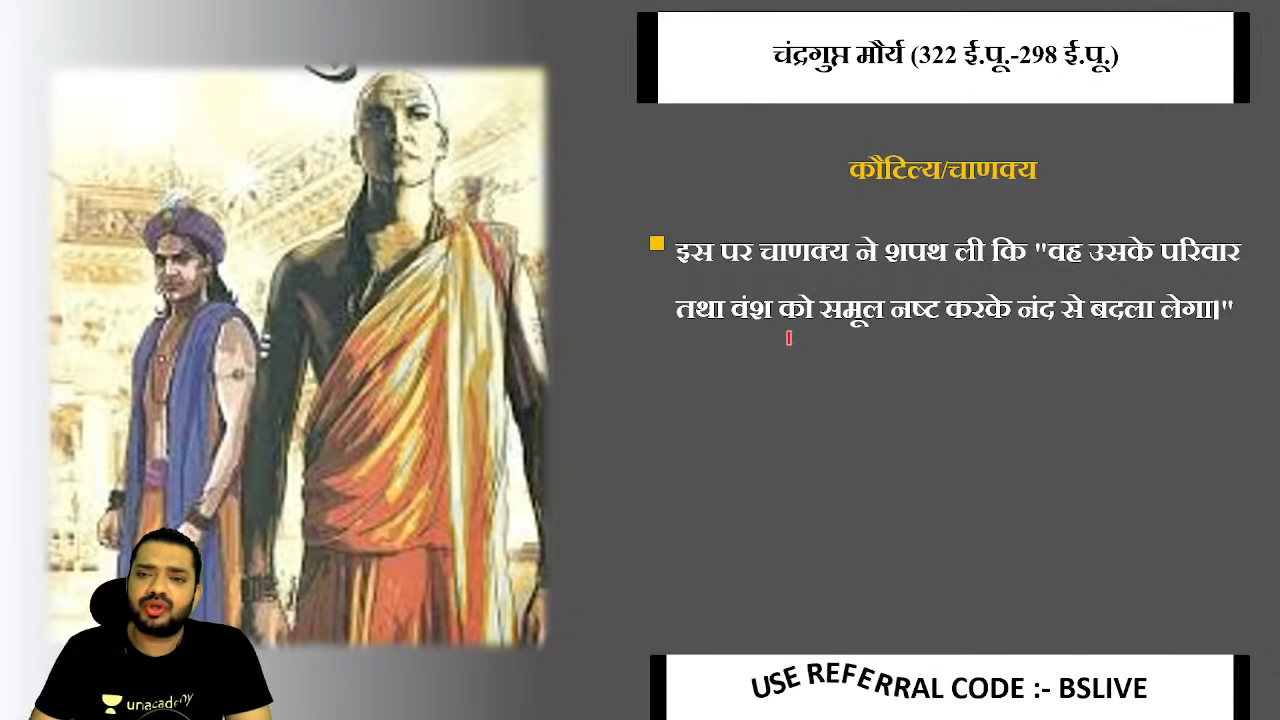 चंद्रगुप्त मौर्य (322 ई.पू.-298 ई.पू.)
कौटिल्य/चाणक्य
इस पर चाणक्य ने शपथ ली कि "वह उसके परिवार
तथा वंश को समूल नष्ट करके नंद से बदला लेगा।"
unacademy
USE REFERRAL CODE :- BSLIVE